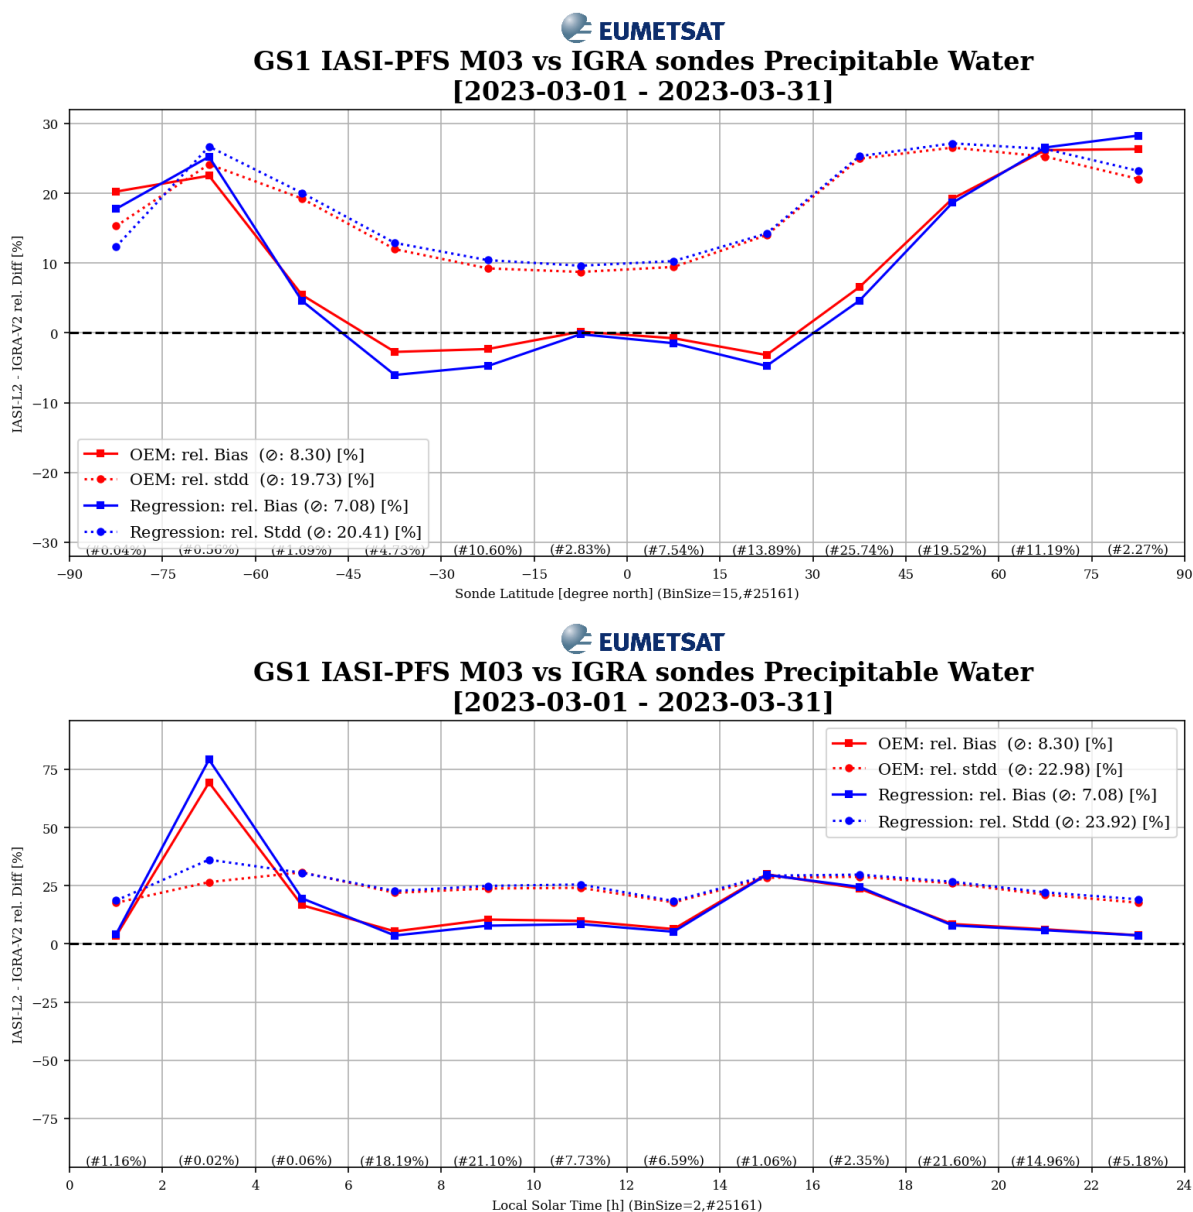 EUMETSAT
GS1 IASI-PFS M03 vs IGRA sondes Precipitable Water
[2023-03-01 - 2023-03-31]
30
20
10
0
−10
−20
−30
IASI-L2 - IGRA-V2 rel. Diff [%]
OEM: rel. Bias (⊘: 8.30) [%]
OEM: rel. stdd (⊘: 19.73) [%]
Regression: rel. Bias (⊘: 7.08) [%]
Regression: rel. Stdd (⊘: 20.41) [%]
(#0.04%) (#0.56%) (#1.09%) (#4.73%) (#10.60%) (#2.83%) (#7.54%) (#13.89%) (#25.74%) (#19.52%) (#11.19%) (#2.27%)
−90 −75 −60 −45 −30 −15 0 15 30 45 60 75 90
Sonde Latitude [degree north] (BinSize=15,#25161)
EUMETSAT
GS1 IASI-PFS M03 vs IGRA sondes Precipitable Water
[2023-03-01 - 2023-03-31]
75
50
25
0
−25
−50
−75
IASI-L2 - IGRA-V2 rel. Diff [%]
OEM: rel. Bias (⊘: 8.30) [%]
OEM: rel. stdd (⊘: 22.98) [%]
Regression: rel. Bias (⊘: 7.08) [%]
Regression: rel. Stdd (⊘: 23.92) [%]
(#1.16%) (#0.02%) (#0.06%) (#18.19%) (#21.10%) (#7.73%) (#6.59%) (#1.06%) (#2.35%) (#21.60%) (#14.96%) (#5.18%)
0 2 4 6 8 10 12 14 16 18 20 22 24
Local Solar Time [h] (BinSize=2,#25161)